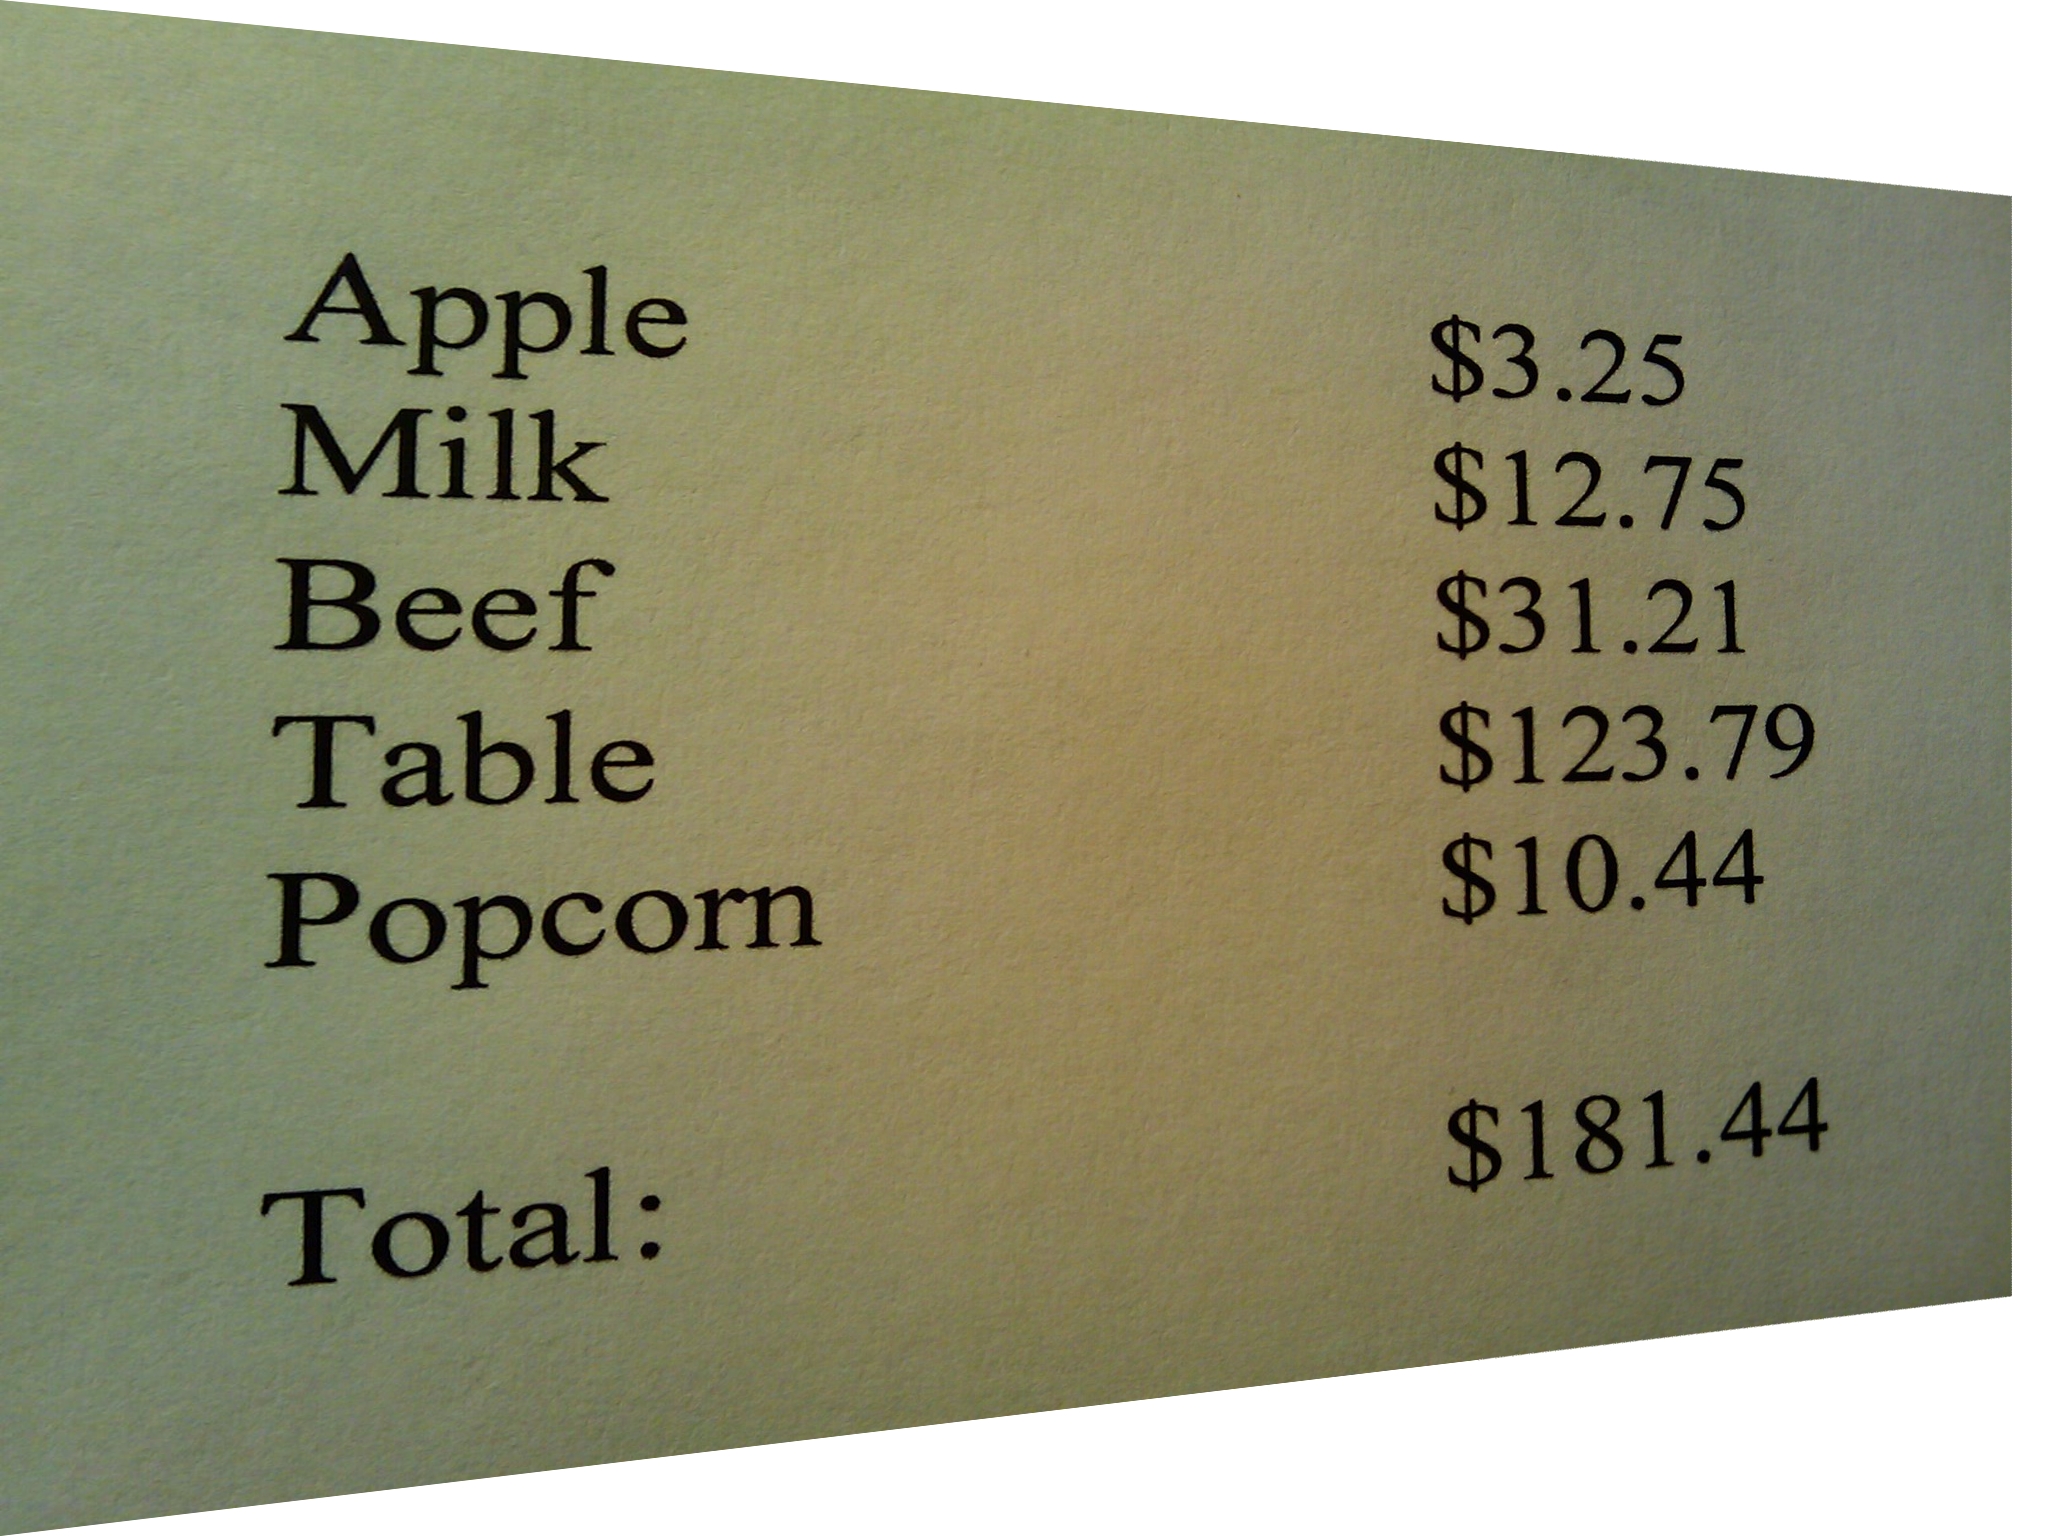 Apple $3.25
Milk $12.75
Beef $31.21
Table $123.79
Popcorn $10.44
Total: $181.44